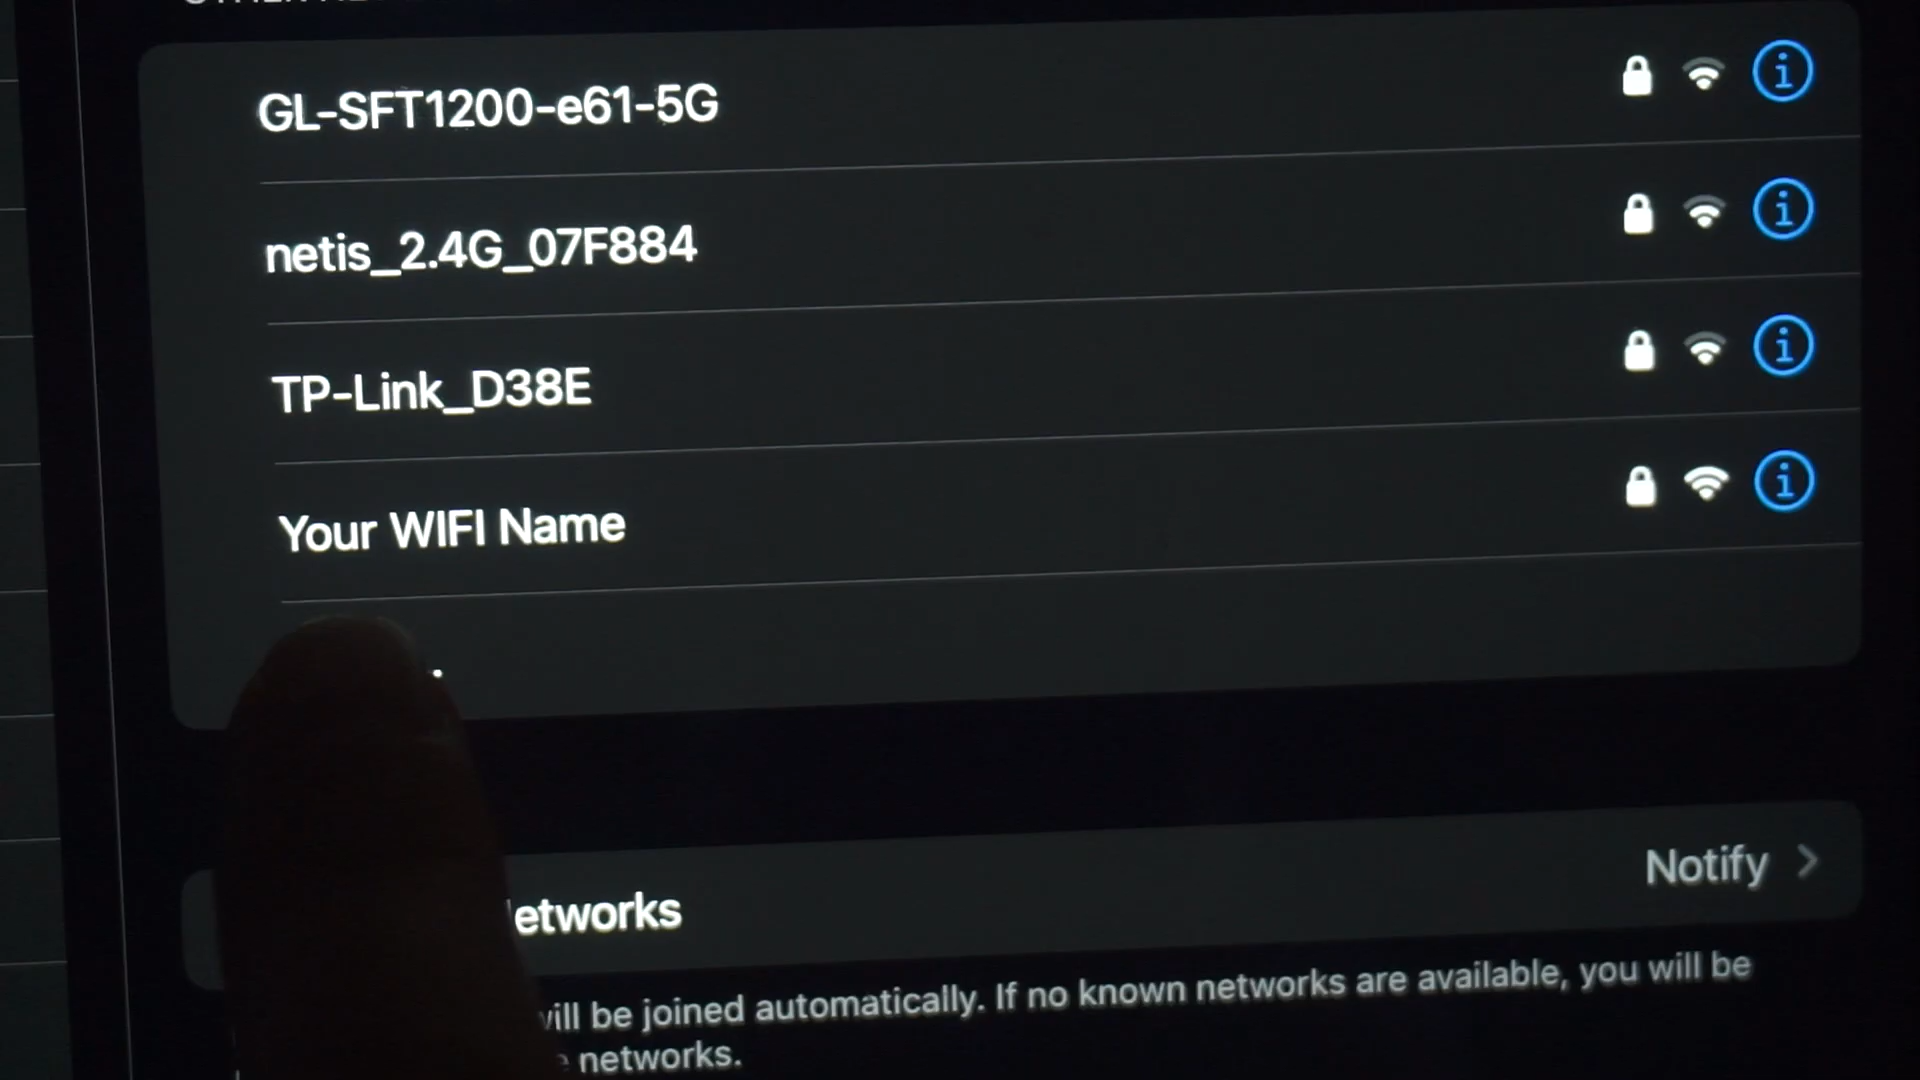 GL-SFT1200-e61-5G
netis_2.4G_07F884
TP-Link_D38E
Your WIFI Name
etworks
Notify
will be joined automatically. If no known networks are available, you will be
networks.